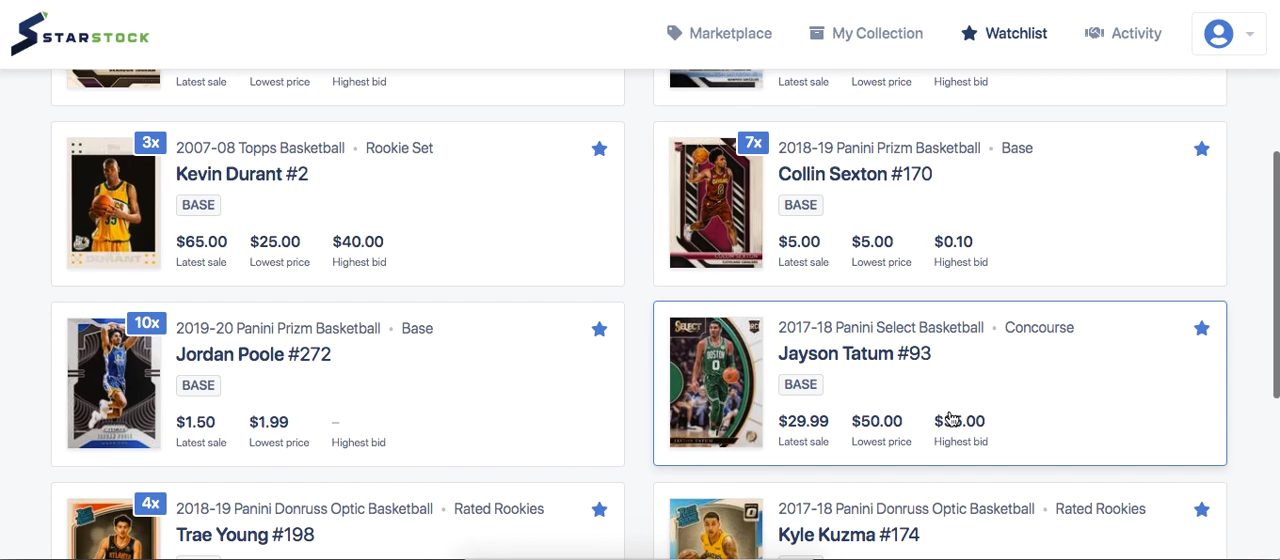 STARSTOCK
Marketplace
My Collection
Watchlist
Activity
Latest sale Lowest price Highest bid
Latest sale Lowest price Highest bid
3x
2007-08 Topps Basketball • Rookie Set
Kevin Durant #2
BASE
$65.00 $25.00 $40.00
Latest sale Lowest price Highest bid
7x
2018-19 Panini Prizm Basketball • Base
Collin Sexton #170
BASE
$5.00 $5.00 $0.10
Latest sale Lowest price Highest bid
10x
2019-20 Panini Prizm Basketball • Base
Jordan Poole #272
BASE
$1.50 $1.99 –
Latest sale Lowest price Highest bid
SELECT
RC
BOSTON
0
JAYSON TATUM
2017-18 Panini Select Basketball • Concourse
Jayson Tatum #93
BASE
$29.99 $50.00
Latest sale Lowest price Highest bid
4x
2018-19 Panini Donruss Optic Basketball • Rated Rookies
Trae Young #198
2017-18 Panini Donruss Optic Basketball • Rated Rookies
Kyle Kuzma #174